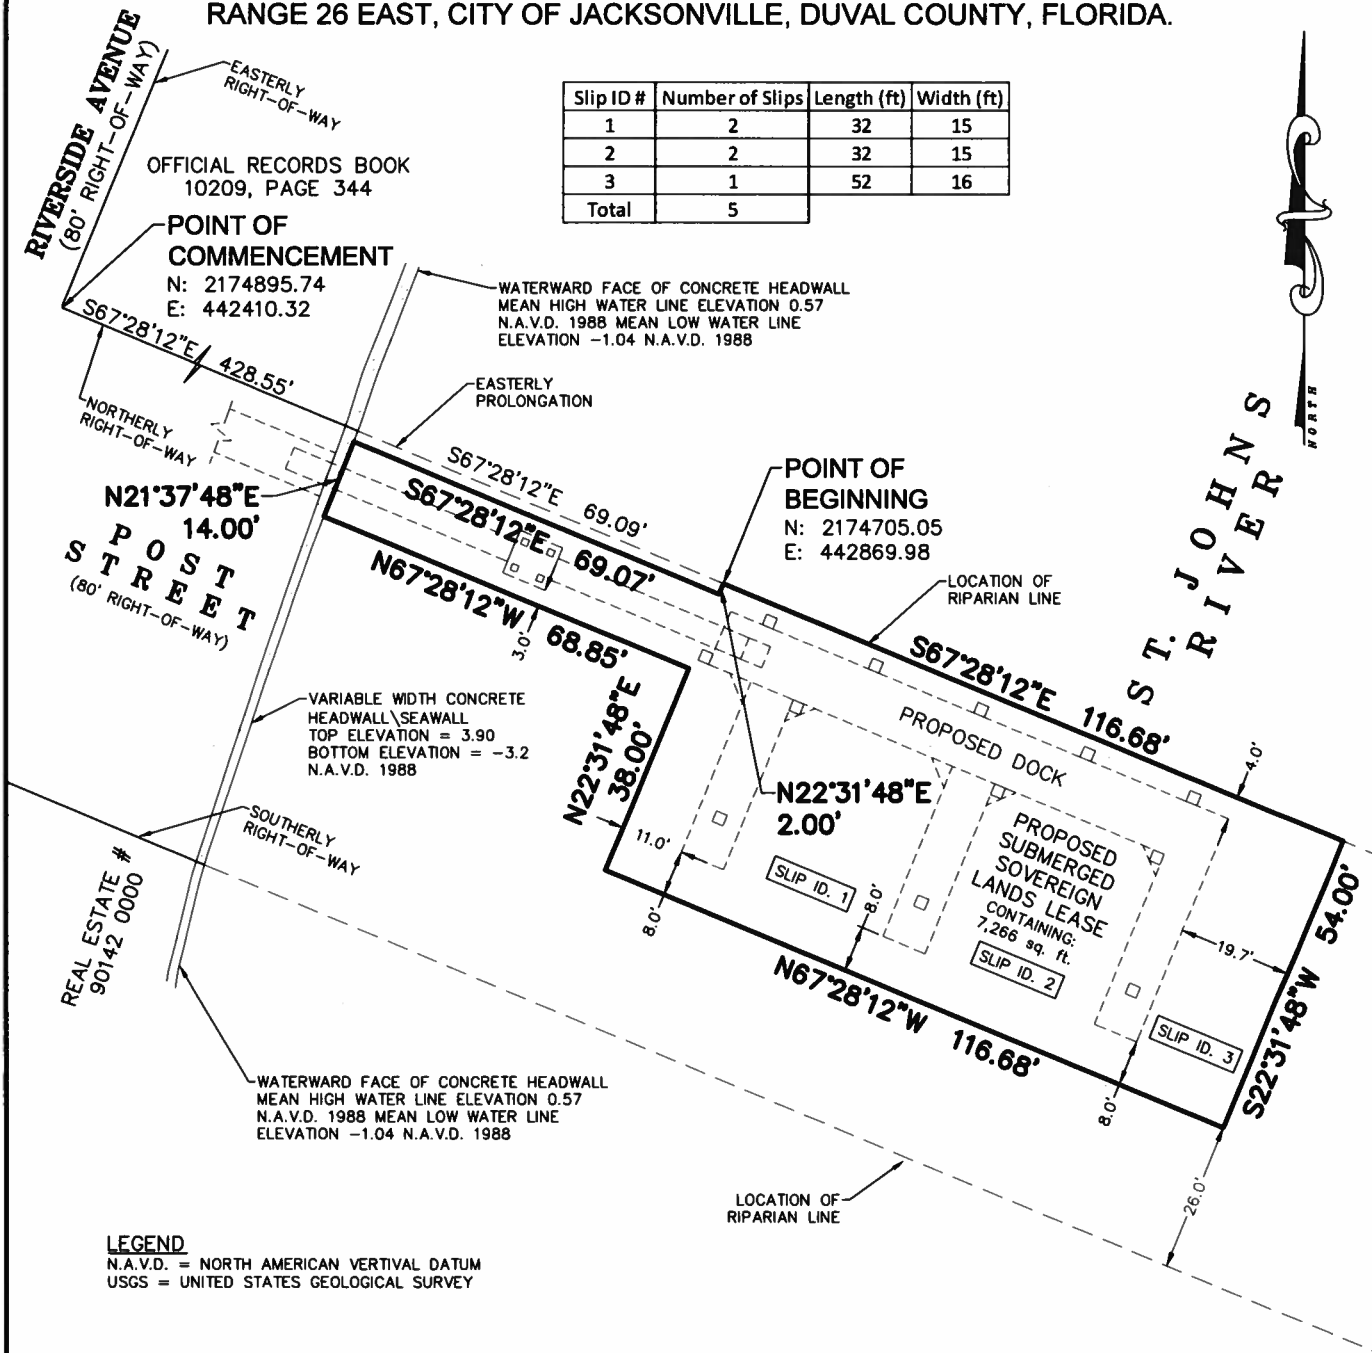 RANGE 26 EAST, CITY OF JACKSONVILLE, DUVAL COUNTY, FLORIDA.
RIVERSIDE AVENUE
(80' RIGHT-OF-WAY)
EASTERLY
RIGHT-OF-WAY
OFFICIAL RECORDS BOOK
10209, PAGE 344
POINT OF
COMMENCEMENT
N: 2174895.74
E: 442410.32
Slip ID # Number of Slips Length (ft) Width (ft)
1 2 32 15
2 2 32 15
3 1 52 16
Total 5
NORTH
WATERWARD FACE OF CONCRETE HEADWALL
MEAN HIGH WATER LINE ELEVATION 0.57
N.A.V.D. 1988 MEAN LOW WATER LINE
ELEVATION -1.04 N.A.V.D. 1988
S67°28'12"E 428.55'
NORTHERLY
RIGHT-OF-WAY
EASTERLY
PROLONGATION
S67°28'12"E 69.09'
S67°28'12"E 69.07'
N21°37'48"E
14.00'
POST
STREET
(80' RIGHT-OF-WAY)
N67°28'12"W 68.85'
3.0'
POINT OF
BEGINNING
N: 2174705.05
E: 442869.98
LOCATION OF
RIPARIAN LINE
ST. JOHNS
RIVER
S67°28'12"E 116.68'
4.0'
PROPOSED DOCK
N22°31'48"E
38.00'
N22°31'48"E
2.00'
VARIABLE WIDTH CONCRETE
HEADWALL\SEAWALL
TOP ELEVATION = 3.90
BOTTOM ELEVATION = -3.2
N.A.V.D. 1988
SOUTHERLY
RIGHT-OF-WAY
REAL ESTATE #
90142 0000
11.0'
8.0'
SLIP ID. 1
8.0'
PROPOSED
SUBMERGED
SOVEREIGN
LANDS LEASE
CONTAINING:
7,266 sq. ft.
SLIP ID. 2
19.7'
S22°31'48"W 54.00'
SLIP ID. 3
8.0'
N67°28'12"W 116.68'
26.0'
WATERWARD FACE OF CONCRETE HEADWALL
MEAN HIGH WATER LINE ELEVATION 0.57
N.A.V.D. 1988 MEAN LOW WATER LINE
ELEVATION -1.04 N.A.V.D. 1988
LOCATION OF
RIPARIAN LINE
LEGEND
N.A.V.D. = NORTH AMERICAN VERTIVAL DATUM
USGS = UNITED STATES GEOLOGICAL SURVEY